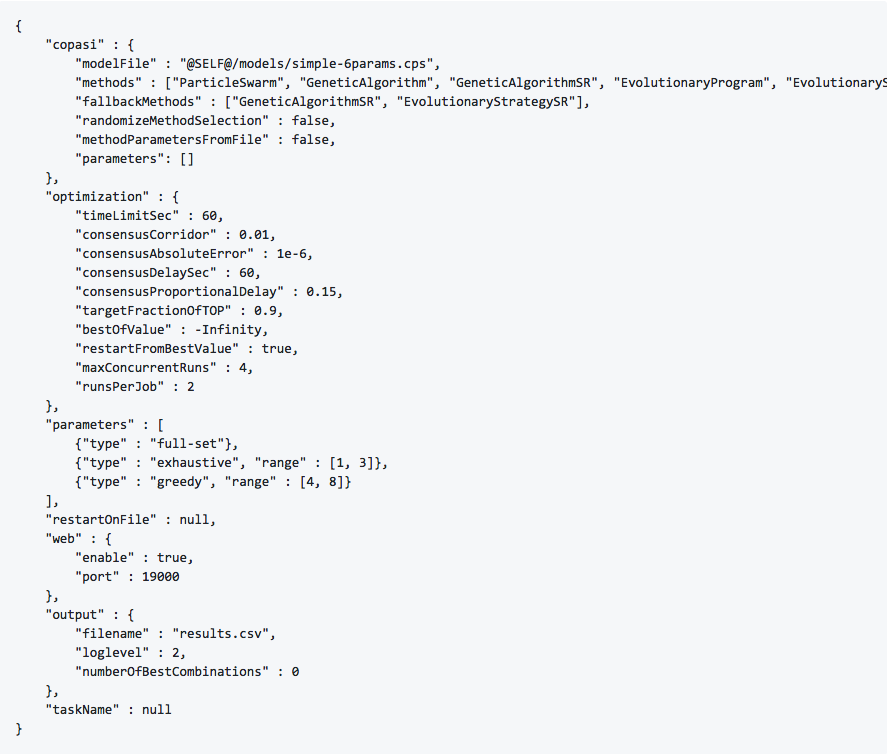 {
    "copasi" : {
        "modelFile" : "@SELF@/models/simple-6params.cps",
        "methods" : ["ParticleSwarm", "GeneticAlgorithm", "GeneticAlgorithmSR", "EvolutionaryProgram", "EvolutionaryS
        "fallbackMethods" : ["GeneticAlgorithmSR", "EvolutionaryStrategySR"],
        "randomizeMethodSelection" : false,
        "methodParametersFromFile" : false,
        "parameters": []
    },
    "optimization" : {
        "timeLimitSec" : 60,
        "consensusCorridor" : 0.01,
        "consensusAbsoluteError" : 1e-6,
        "consensusDelaySec" : 60,
        "consensusProportionalDelay" : 0.15,
        "targetFractionOfTOP" : 0.9,
        "bestOfValue" : -Infinity,
        "restartFromBestValue" : true,
        "maxConcurrentRuns" : 4,
        "runsPerJob" : 2
    },
    "parameters" : [
        {"type" : "full-set"},
        {"type" : "exhaustive", "range" : [1, 3]},
        {"type" : "greedy", "range" : [4, 8]}
    ],
    "restartOnFile" : null,
    "web" : {
        "enable" : true,
        "port" : 19000
    },
    "output" : {
        "filename" : "results.csv",
        "loglevel" : 2,
        "numberOfBestCombinations" : 0
    },
    "taskName" : null
}